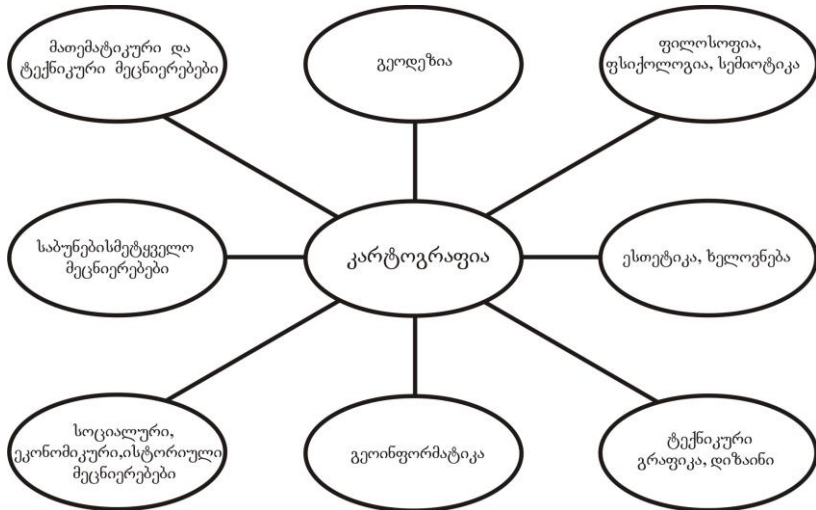 მათემატიკური და
ტექნიკური მეცნიერებები
გეოდეზია
ფილოსოფია,
ფსიქოლოგია, სემიოტიკა
საბუნებისმეტყველო
მეცნიერებები
კარტოგრაფია
ესთეტიკა, ხელოვნება
სოციალური,
ეკონომიკური,ისტორიული
მეცნიერებები
გეოინფორმატიკა
ტექნიკური
გრაფიკა, დიზაინი